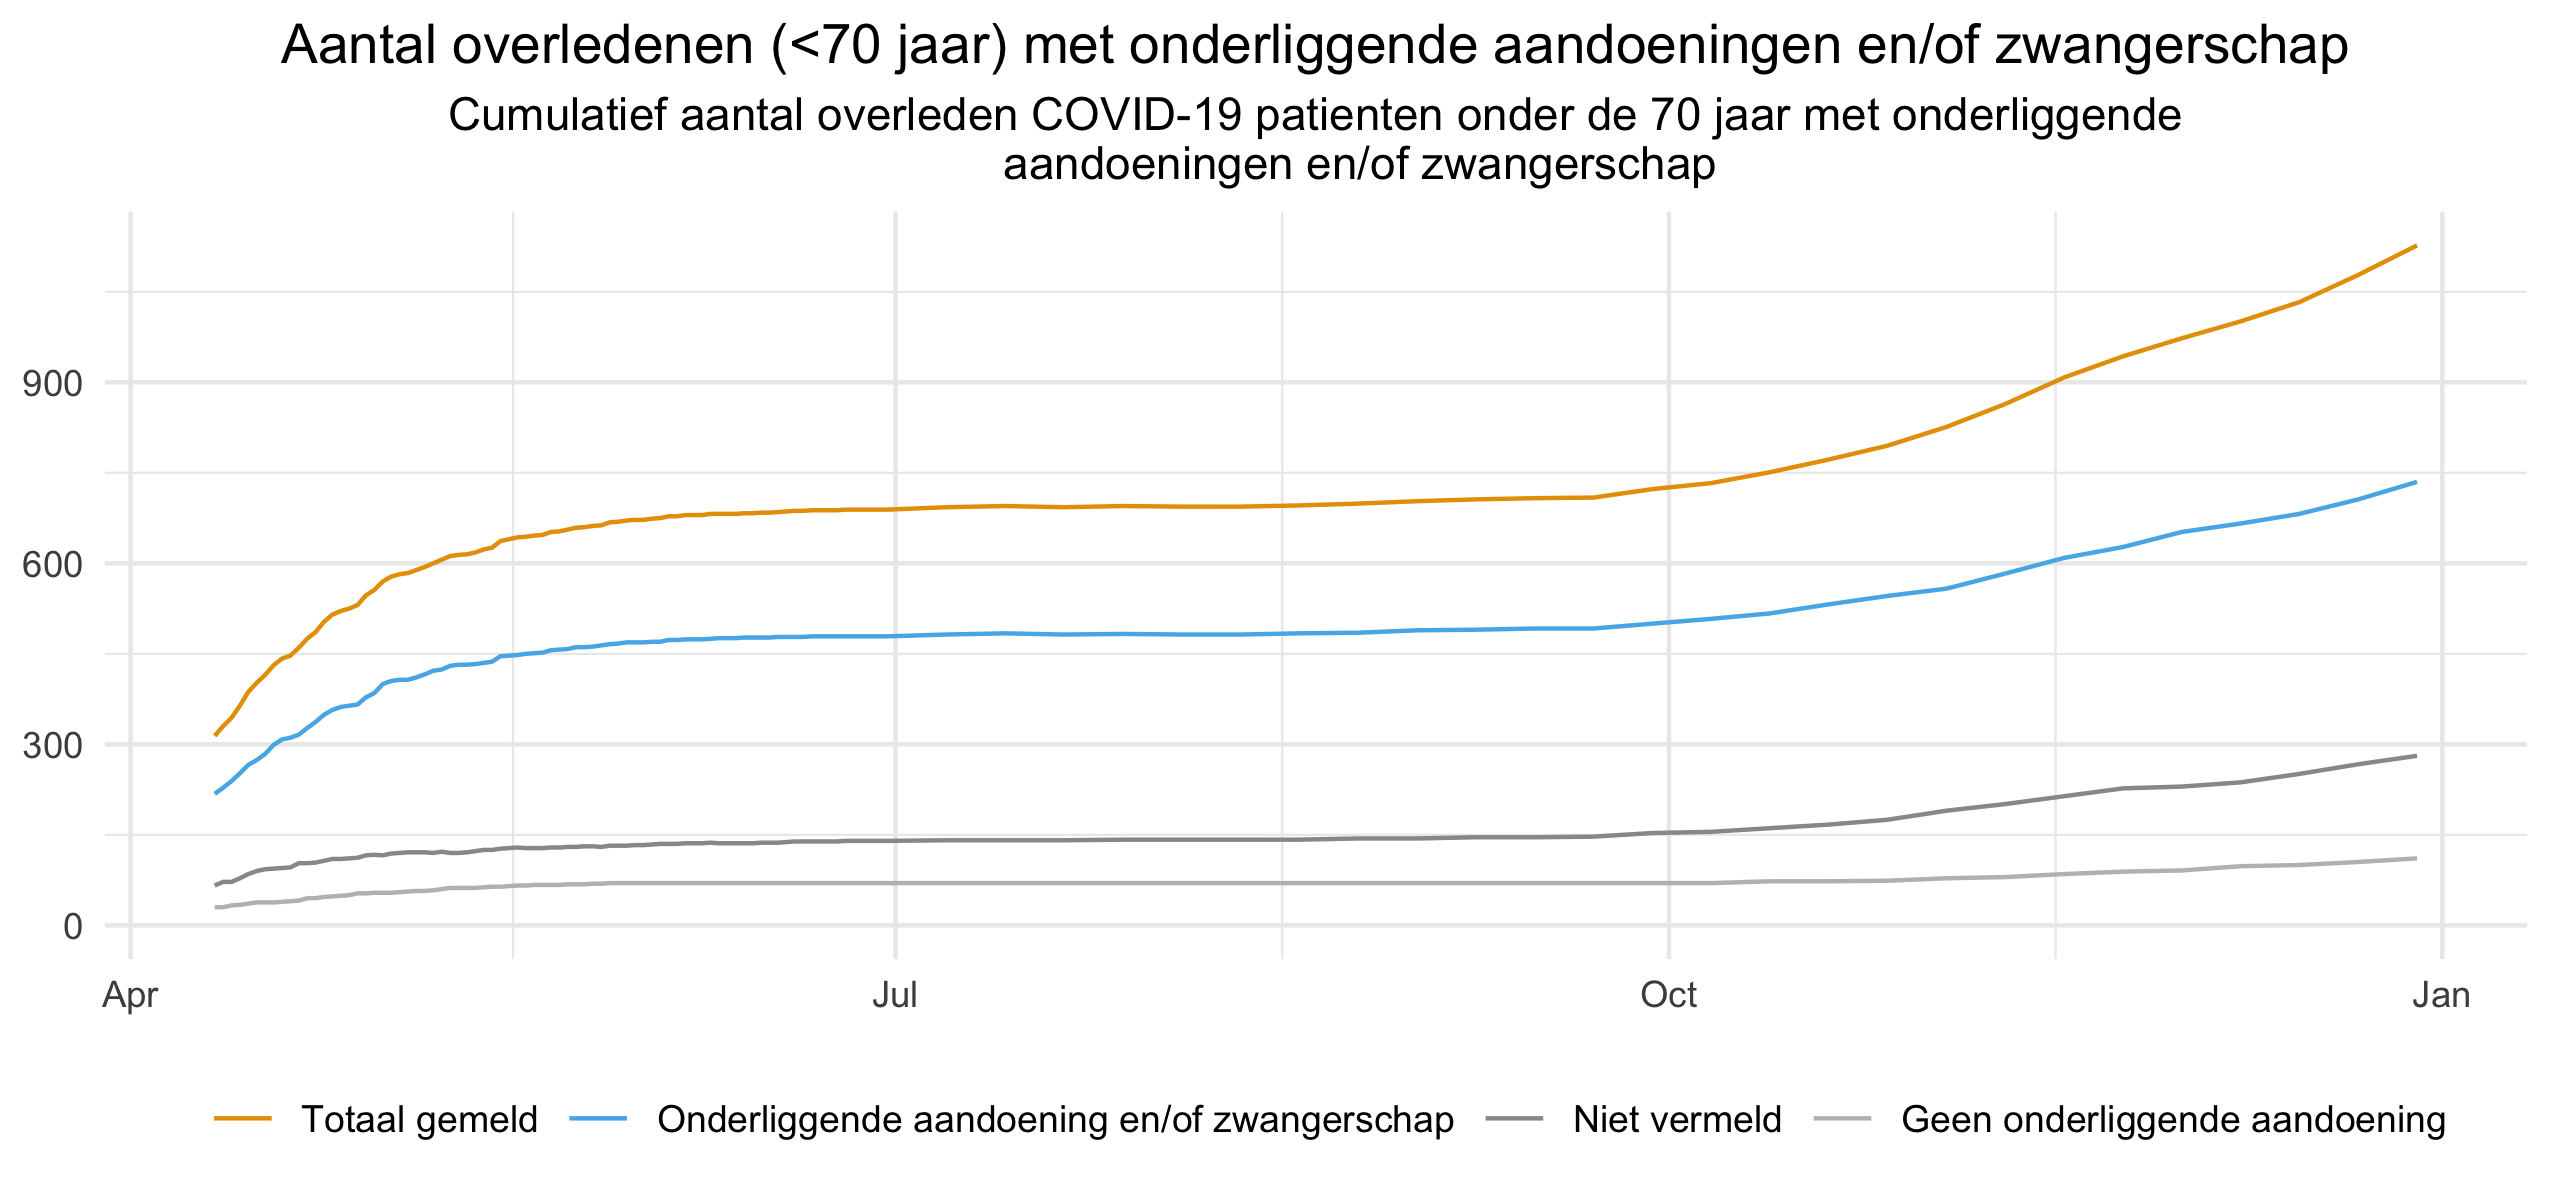 Aantal overledenen (<70 jaar) met onderliggende aandoeningen en/of zwangerschap
Cumulatief aantal overleden COVID-19 patienten onder de 70 jaar met onderliggende
aandoeningen en/of zwangerschap
900
600
300
0
Apr Jul Oct Jan
Totaal gemeld Onderliggende aandoening en/of zwangerschap Niet vermeld Geen onderliggende aandoening